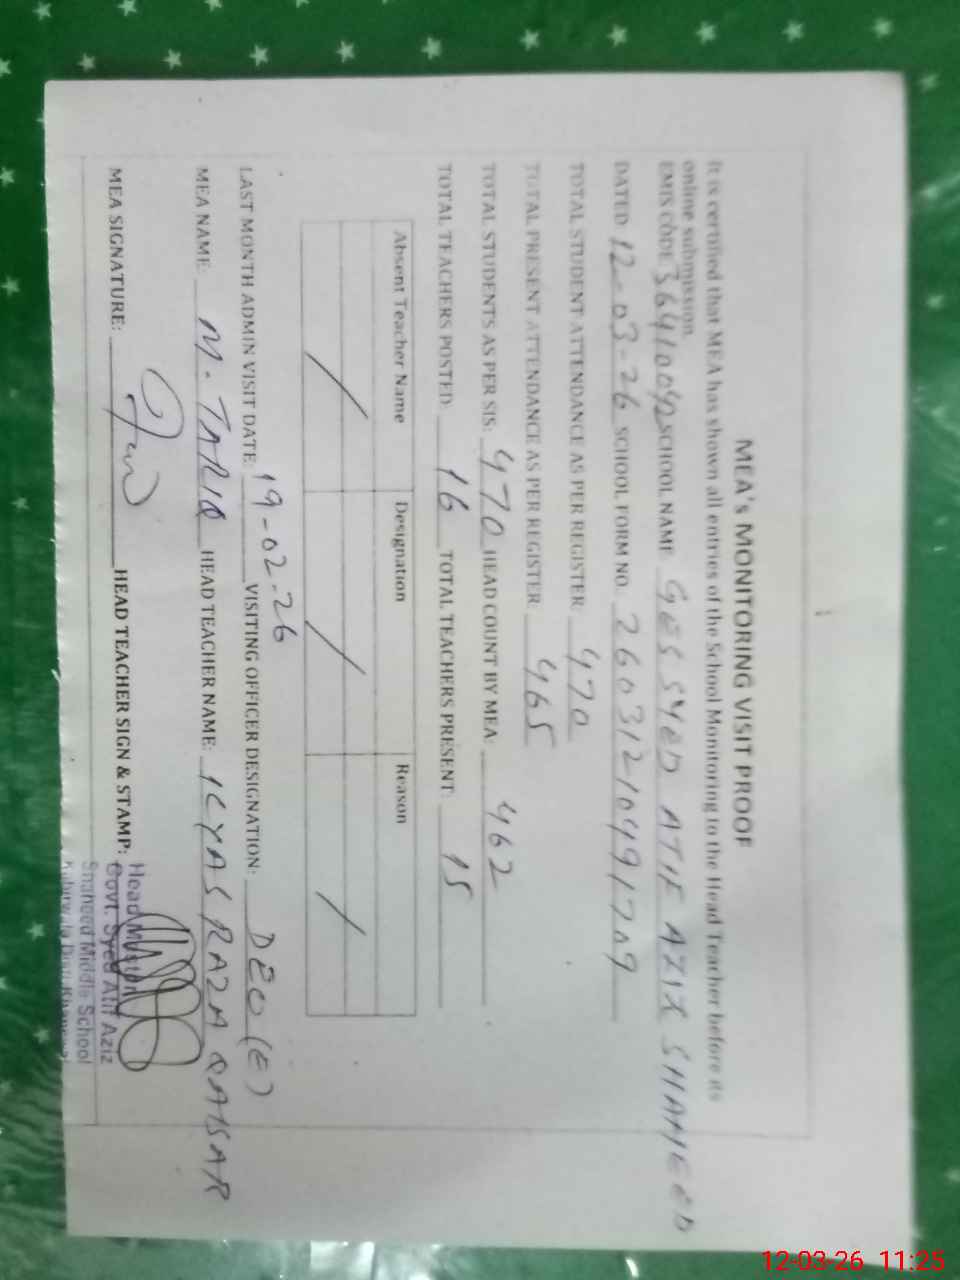 MEA's MONITORING VISIT PROOF
It is certified that MEA has shown all entries of the School Monitoring to the Head Teacher before its
online submission.
EMIS CODE 36410092 SCHOOL NAME GES SYED ATIF AZIX SHAHEED
DATED 12-03-26 SCHOOL FORM NO. 
TOTAL STUDENT ATTENDANCE AS PER REGISTER: 470
TOTAL PRESENT ATTENDANCE AS PER REGISTER: 465
TOTAL STUDENTS AS PER SIS: 470 HEAD COUNT BY MEA: 462
TOTAL TEACHERS POSTED: 16 TOTAL TEACHERS PRESENT: 15
Absent Teacher Name Designation Reason
/ / /
LAST MONTH ADMIN VISIT DATE: 19-02-26 VISITING OFFICER DESIGNATION: DEO (E)
MEA NAME: M. TARIQ HEAD TEACHER NAME: ILYAS RAZA QAISAR
MEA SIGNATURE: HEAD TEACHER SIGN & STAMP:
Head Master
Govt. Syed Atif Aziz
Shaheed Middle School
12-03-26 11:25